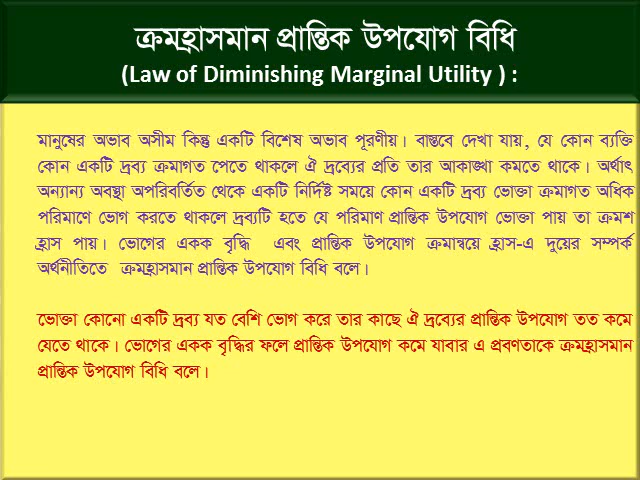 ক্রমহ্রাসমান প্রান্তিক উপযোগ বিধি
(Law of Diminishing Marginal Utility ) :
মানুষের অভাব অসীম কিন্তু একটি বিশেষ অভাব পূরণীয়। বাস্তবে দেখা যায়, যে কোন ব্যক্তি
কোন একটি দ্রব্য ক্রমাগত পেতে থাকলে ঐ দ্রব্যের প্রতি তার আকাঙ্খা কমতে থাকে। অর্থাৎ
অন্যান্য অবস্থা অপরিবর্তিত থেকে একটি নির্দিষ্ট সময়ে কোন একটি দ্রব্য ভোক্তা ক্রমাগত অধিক
পরিমাণে ভোগ করতে থাকলে দ্রব্যটি হতে যে পরিমাণ প্রান্তিক উপযোগ ভোক্তা পায় তা ক্রমশ
হ্রাস পায়। ভোগের একক বৃদ্ধি এবং প্রান্তিক উপযোগ ক্রমান্বয়ে হ্রাস-এ দুয়ের সম্পর্ক
অর্থনীতিতে ক্রমহ্রাসমান প্রান্তিক উপযোগ বিধি বলে।
ভোক্তা কোনো একটি দ্রব্য যত বেশি ভোগ করে তার কাছে ঐ দ্রব্যের প্রান্তিক উপযোগ তত কমে
যেতে থাকে। ভোগের একক বৃদ্ধির ফলে প্রান্তিক উপযোগ কমে যাবার এ প্রবণতাকে ক্রমহ্রাসমান
প্রান্তিক উপযোগ বিধি বলে।